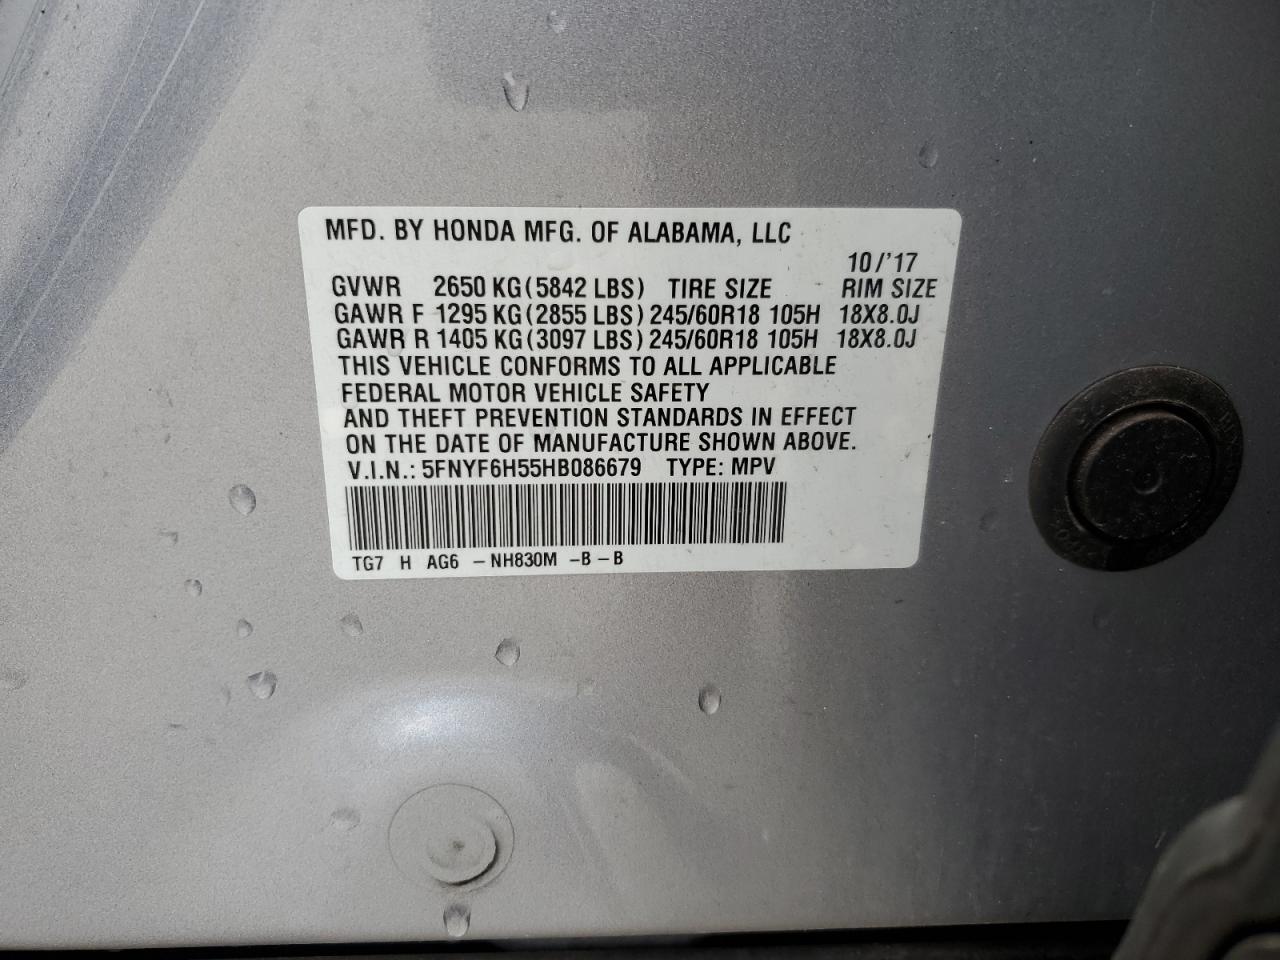 MFD. BY HONDA MFG. OF ALABAMA, LLC
10/'17
GVWR 2650 KG(5842 LBS) TIRE SIZE RIM SIZE
GAWR F 1295 KG(2855 LBS) 245/60R18 105H 18X8.0J
GAWR R 1405 KG(3097 LBS) 245/60R18 105H 18X8.0J
THIS VEHICLE CONFORMS TO ALL APPLICABLE
FEDERAL MOTOR VEHICLE SAFETY
AND THEFT PREVENTION STANDARDS IN EFFECT
ON THE DATE OF MANUFACTURE SHOWN ABOVE.
V.I.N.: 5FNYF6H55HB086679 TYPE: MPV
TG7 H AG6 -NH830M -B-B